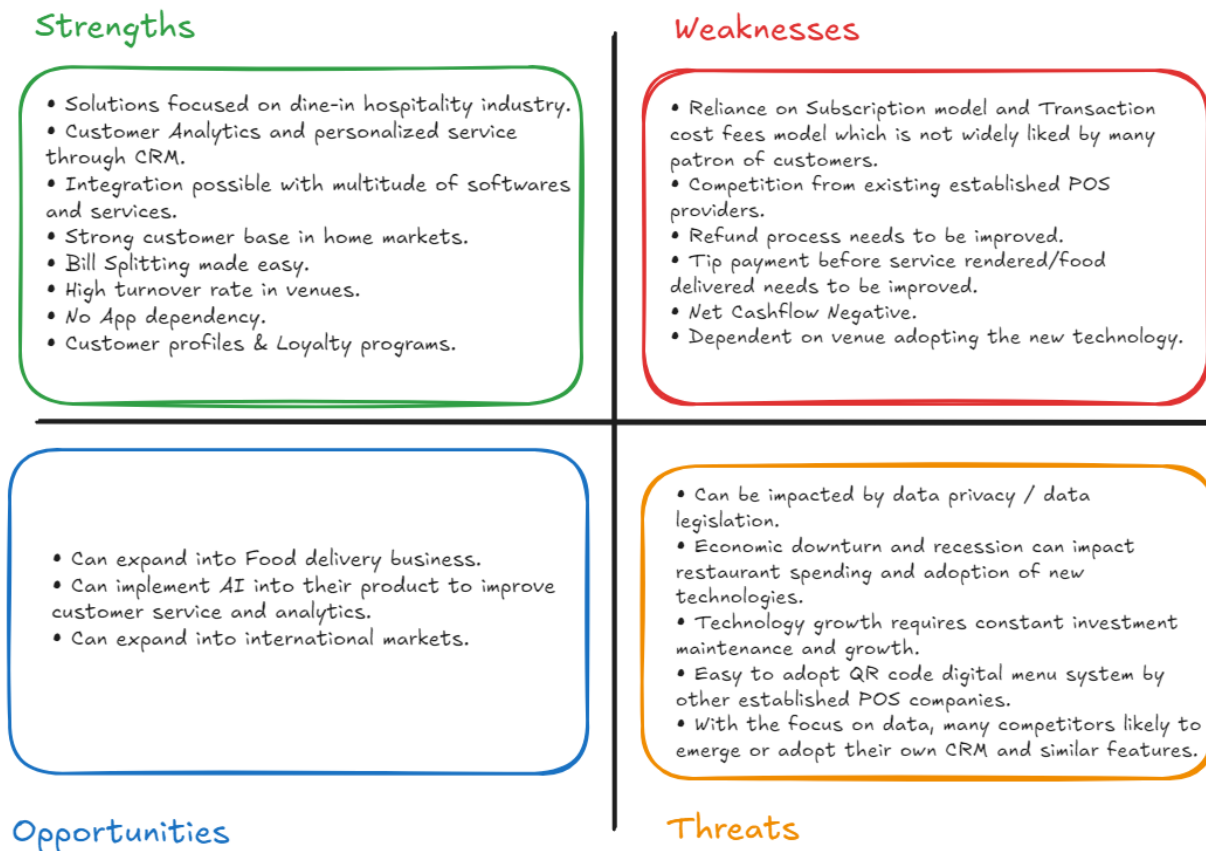 Strengths
• Solutions focused on dine-in hospitality industry.
• Customer Analytics and personalized service
through CRM.
• Integration possible with multitude of softwares
and services.
• Strong customer base in home markets.
• Bill Splitting made easy.
• High turnover rate in venues.
• No App dependency.
• Customer profiles & Loyalty programs.
Weaknesses
• Reliance on Subscription model and Transaction
cost fees model which is not widely liked by many
patron of customers.
• Competition from existing established POS
providers.
• Refund process needs to be improved.
• Tip payment before service rendered/food
delivered needs to be improved.
• Net Cashflow Negative.
• Dependent on venue adopting the new technology.
• Can expand into Food delivery business.
• Can implement AI into their product to improve
customer service and analytics.
• Can expand into international markets.
Opportunities
• Can be impacted by data privacy / data
legislation.
• Economic downturn and recession can impact
restaurant spending and adoption of new
technologies.
• Technology growth requires constant investment
maintenance and growth.
• Easy to adopt QR code digital menu system by
other established POS companies.
• With the focus on data, many competitors likely to
emerge or adopt their own CRM and similar features.
Threats